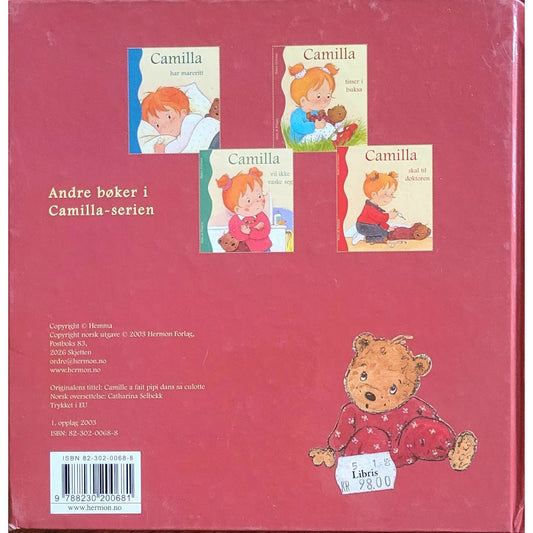 Camilla
har mareritt
Camilla
tisser i
buksa
Camilla
vil ikke
vaske seg
Camilla
skal til
doktoren
Andre bøker i
Camilla-serien
Copyright © Hemma
Copyright norsk utgave © 2003 Hermon Forlag,
Postboks 83,
2026 Skjetten
ordre@hermon.no
www.hermon.no
Originalens tittel: Camille a fait pipi dans sa culotte
Norsk oversettelse: Catharina Selbekk
Trykket i EU
1. opplag 2003
ISBN: 82-302-0068-8
ISBN 82-302-0068-8
9 788230 200681
www.hermon.no
Libris
KR 98.00